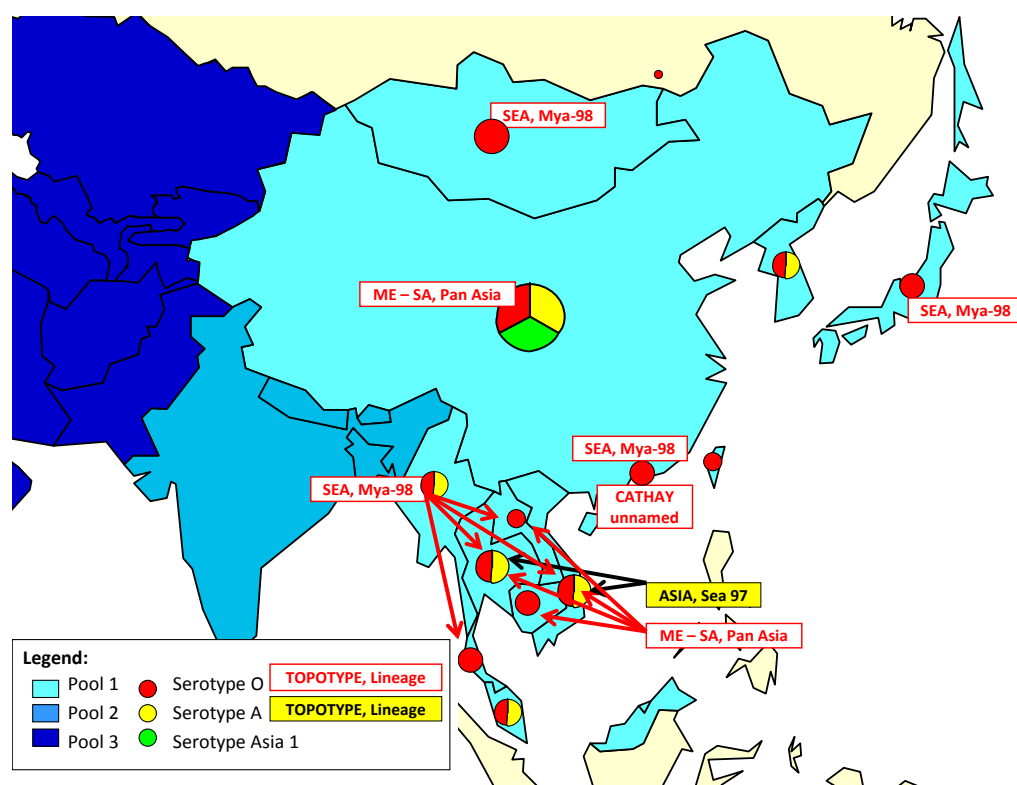 SEA, Mya-98
ME – SA, Pan Asia
SEA, Mya-98
SEA, Mya-98
SEA, Mya-98
CATHAY
unnamed
ASIA, Sea 97
ME – SA, Pan Asia
Legend:
Pool 1
Pool 2
Pool 3
Serotype O
Serotype A
Serotype Asia 1
TOPOTYPE, Lineage
TOPOTYPE, Lineage